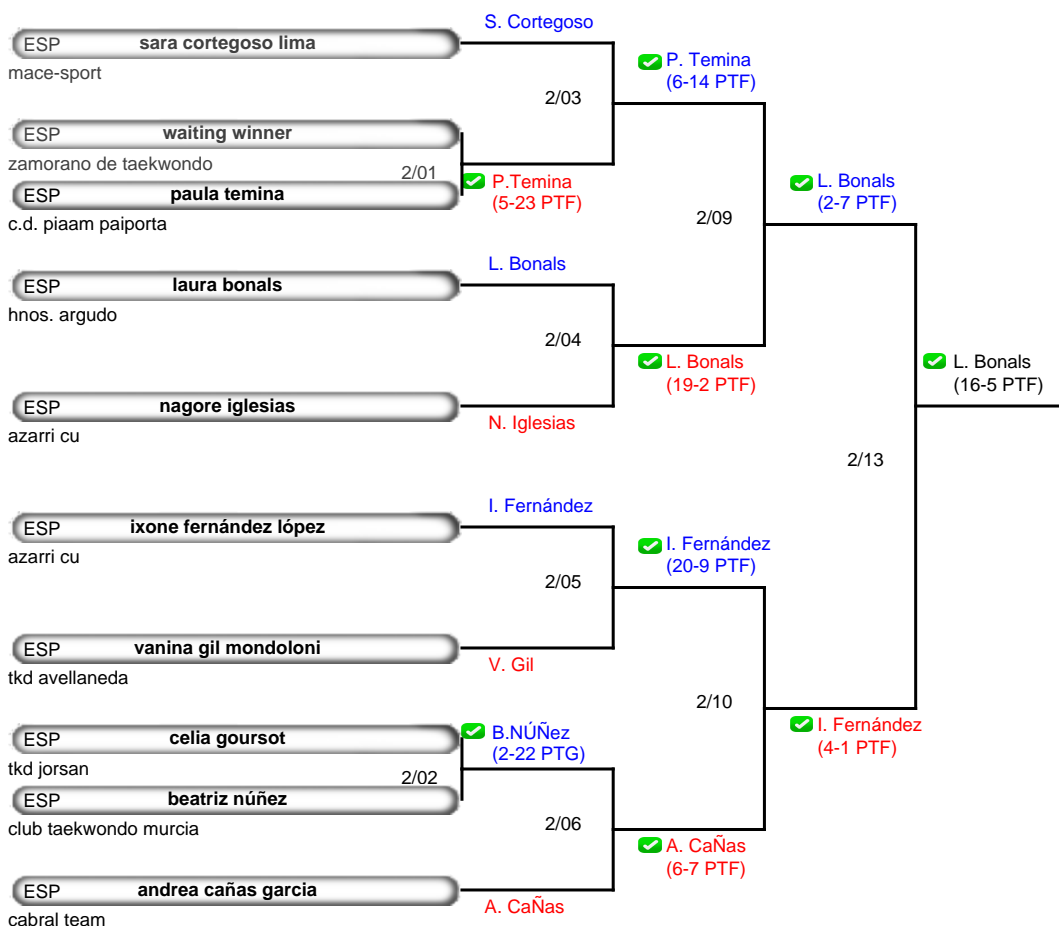 S. Cortegoso
ESP sara cortegoso lima
mace-sport
P. Temina
(6-14 PTF)
2/03
ESP waiting winner
zamorano de taekwondo
2/01
P.Temina
(5-23 PTF)
ESP paula temina
c.d. piaam paiporta
L. Bonals
(2-7 PTF)
2/09
L. Bonals
ESP laura bonals
hnos. argudo
2/04
L. Bonals
(19-2 PTF)
L. Bonals
(16-5 PTF)
ESP nagore iglesias
azarri cu
N. Iglesias
2/13
I. Fernández
ESP ixone fernández lópez
azarri cu
I. Fernández
(20-9 PTF)
2/05
ESP vanina gil mondoloni
tkd avellaneda
V. Gil
2/10
I. Fernández
(4-1 PTF)
B.NÚÑez
(2-22 PTG)
ESP celia goursot
tkd jorsan
2/02
ESP beatriz núñez
club taekwondo murcia
2/06
A. CaÑas
(6-7 PTF)
ESP andrea cañas garcia
cabral team
A. CaÑas